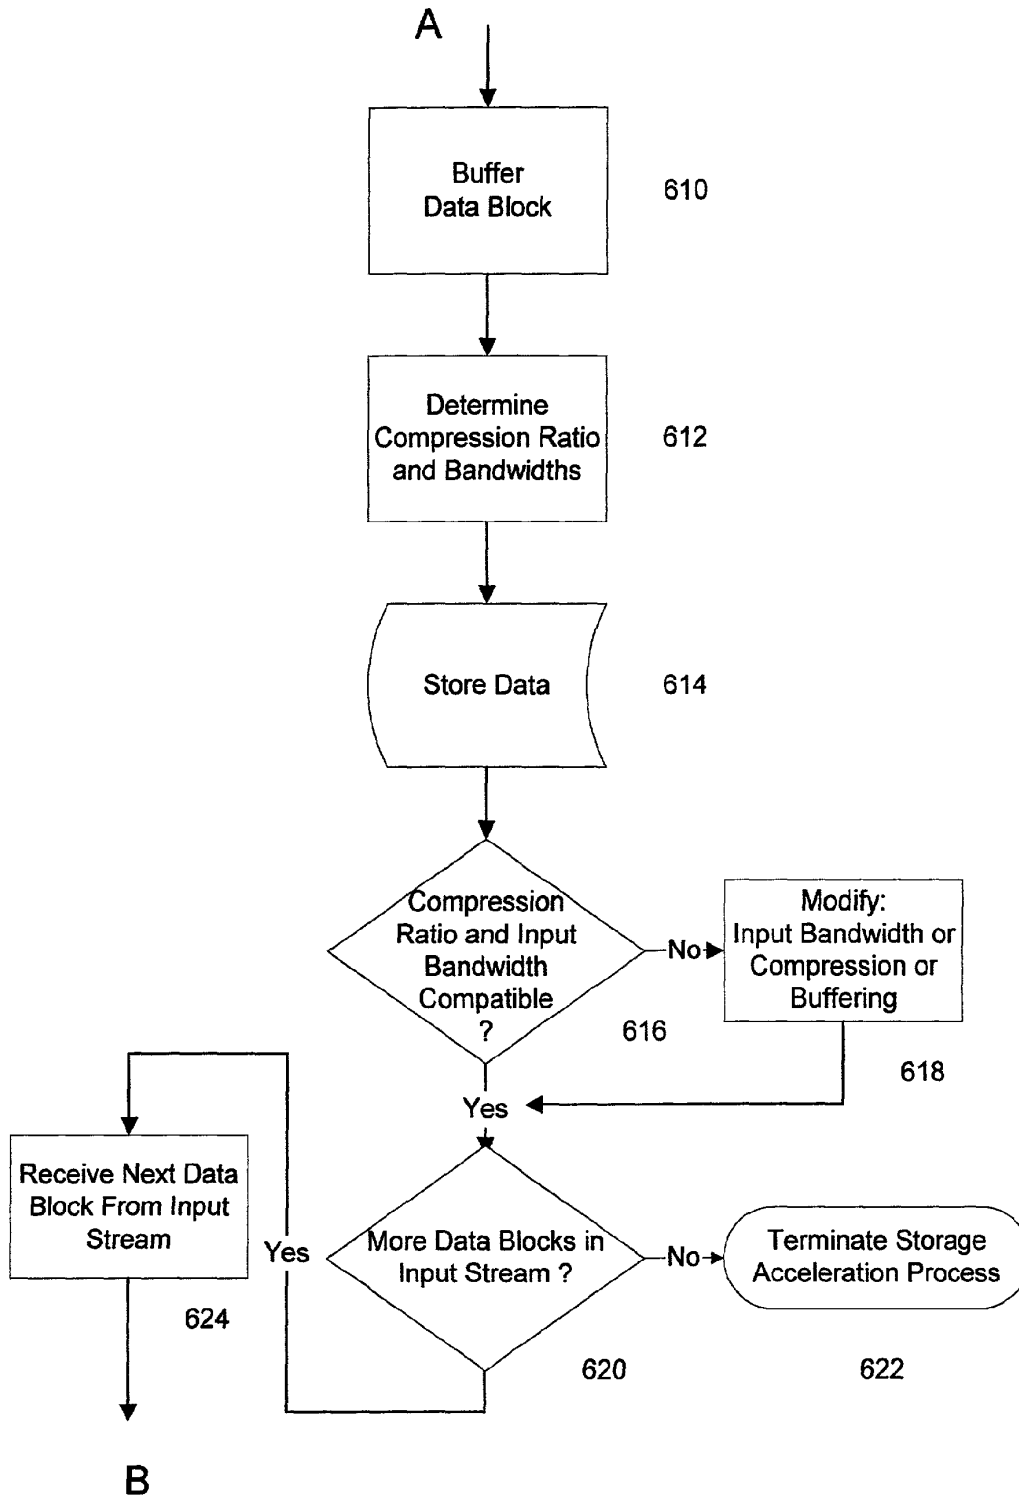 A
Buffer
Data Block
610
Determine
Compression Ratio
and Bandwidths
612
Store Data
614
Compression
Ratio and Input
Bandwidth
Compatible
?
616
No
Modify:
Input Bandwidth or
Compression or
Buffering
618
Yes
More Data Blocks in
Input Stream ?
620
No
Terminate Storage
Acceleration Process
622
Yes
Receive Next Data
Block From Input
Stream
624
B